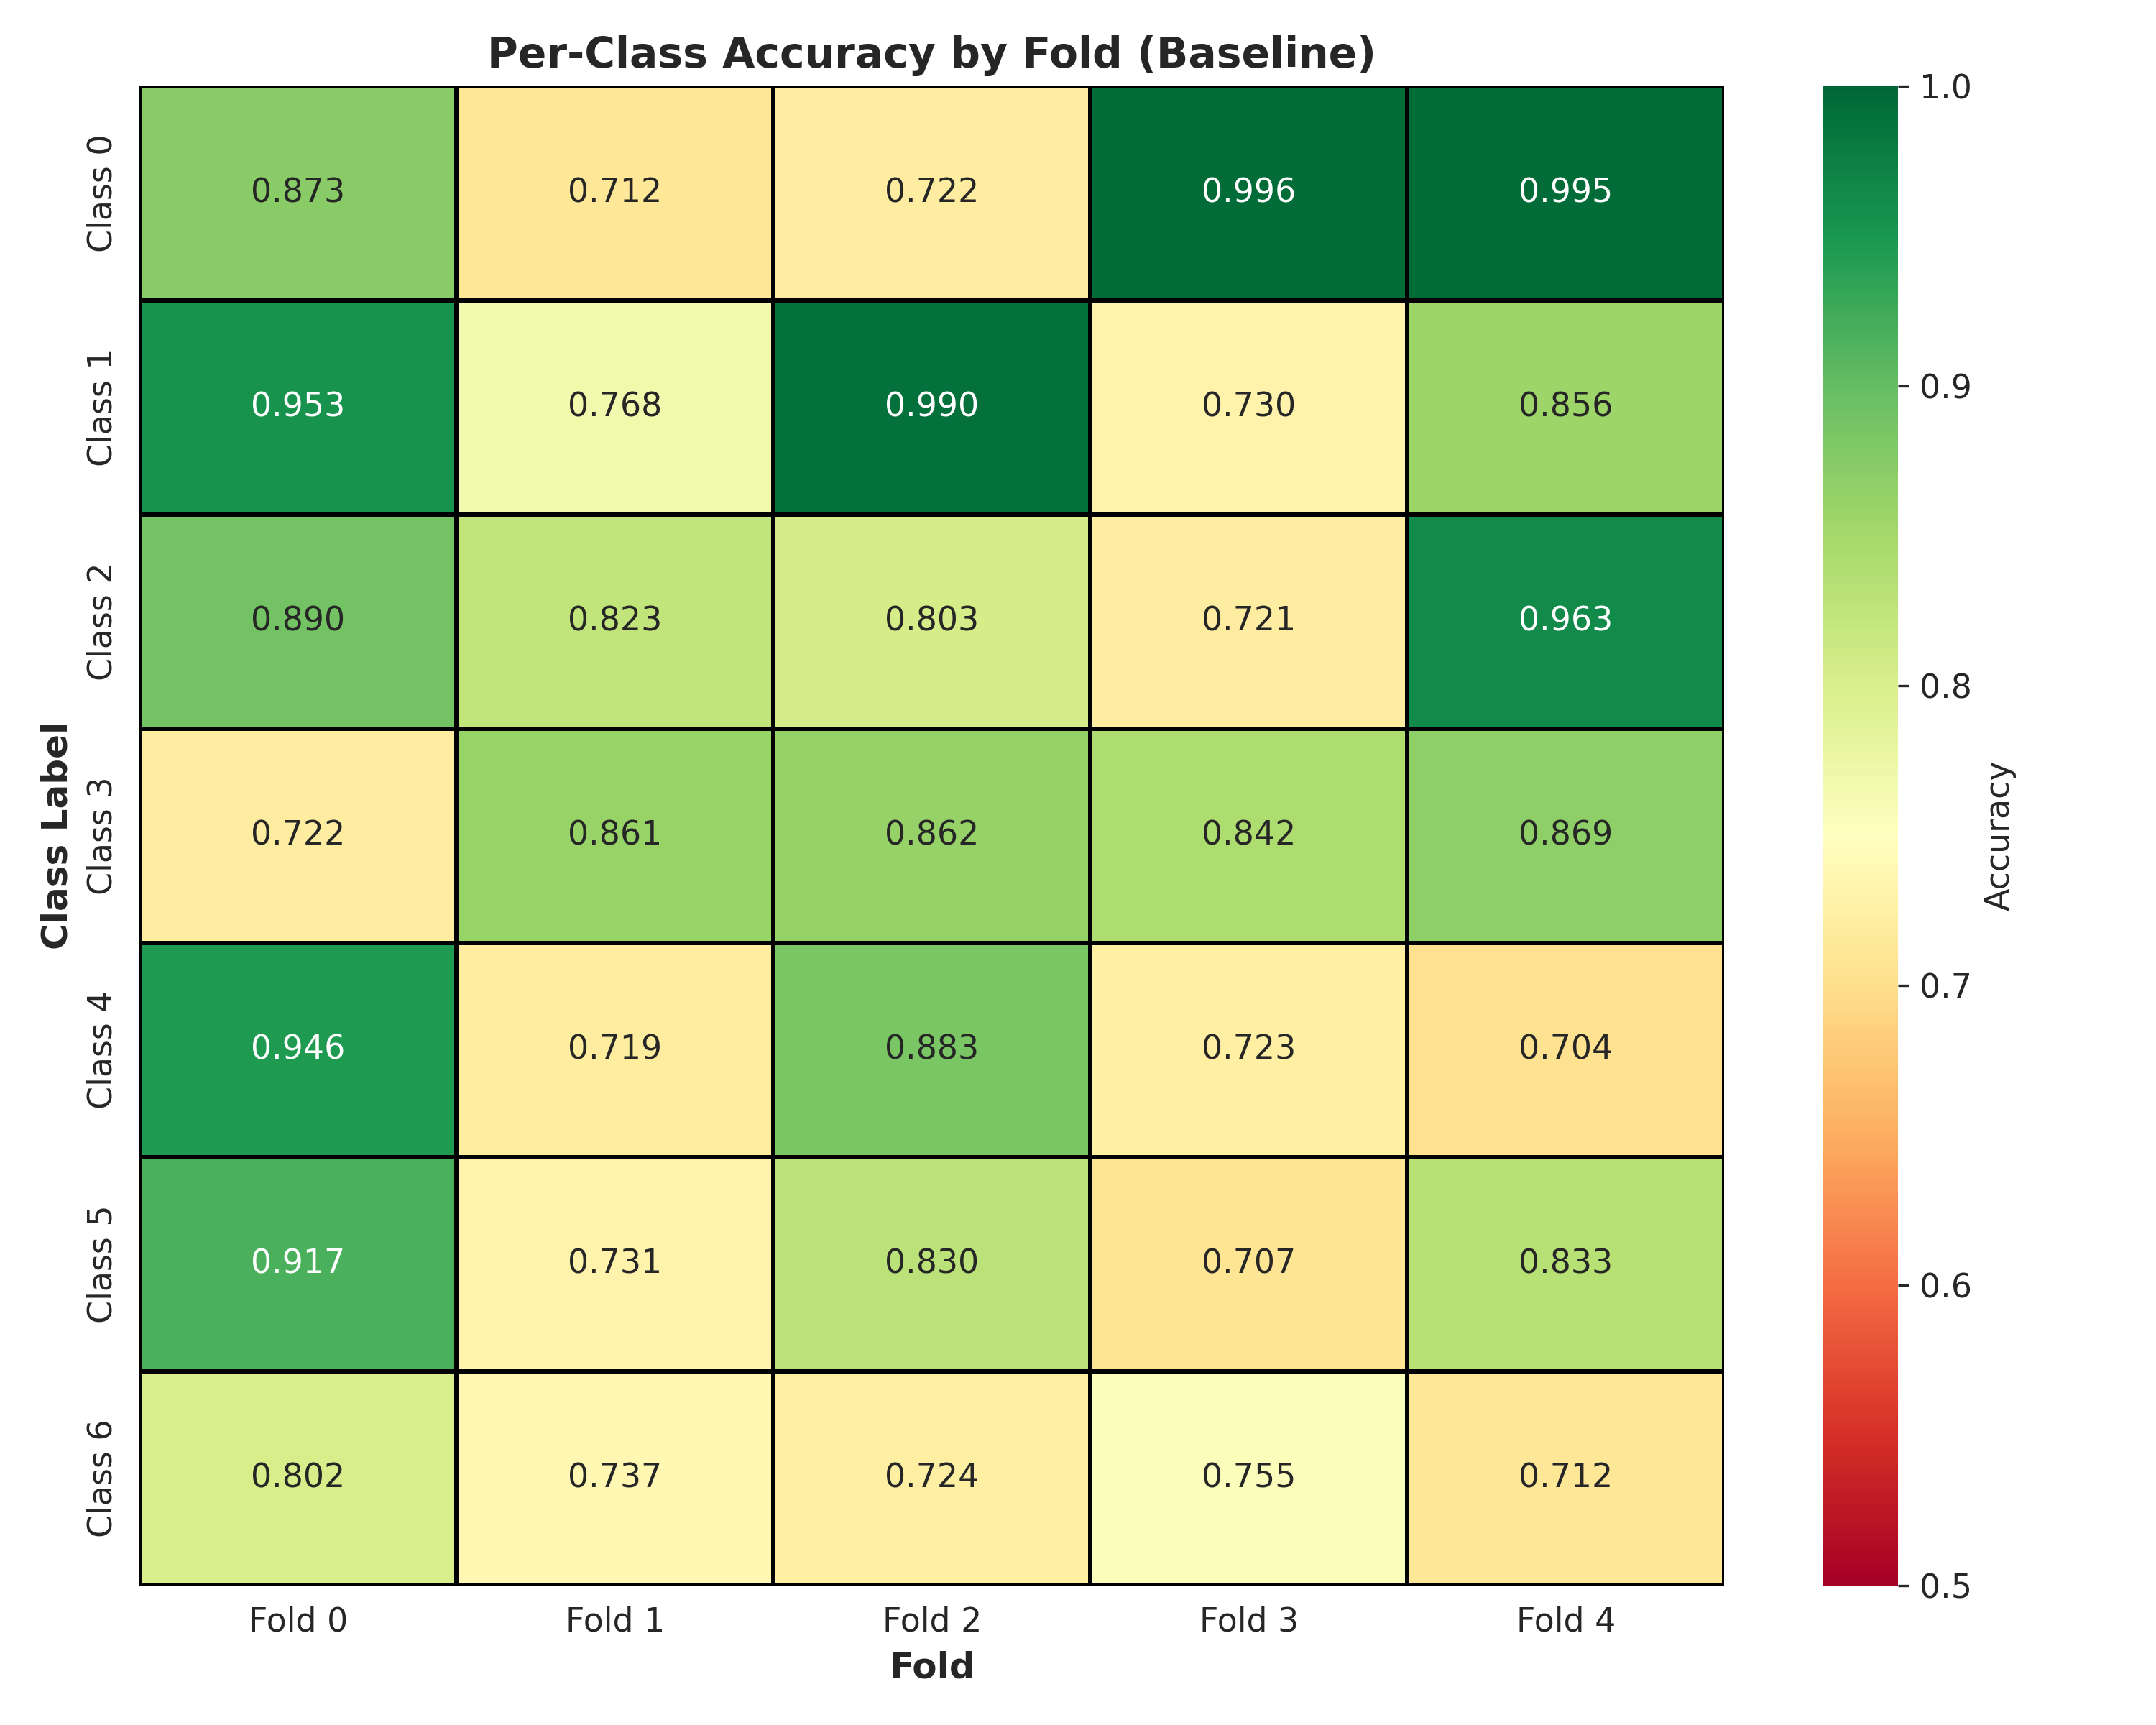 Per-Class Accuracy by Fold (Baseline)
Class Label
Class 0
0.873 0.712 0.722 0.996 0.995
Class 1
0.953 0.768 0.990 0.730 0.856
Class 2
0.890 0.823 0.803 0.721 0.963
Class 3
0.722 0.861 0.862 0.842 0.869
Class 4
0.946 0.719 0.883 0.723 0.704
Class 5
0.917 0.731 0.830 0.707 0.833
Class 6
0.802 0.737 0.724 0.755 0.712
Fold 0 Fold 1 Fold 2 Fold 3 Fold 4
Fold
1.0
0.9
0.8
0.7
0.6
0.5
Accuracy